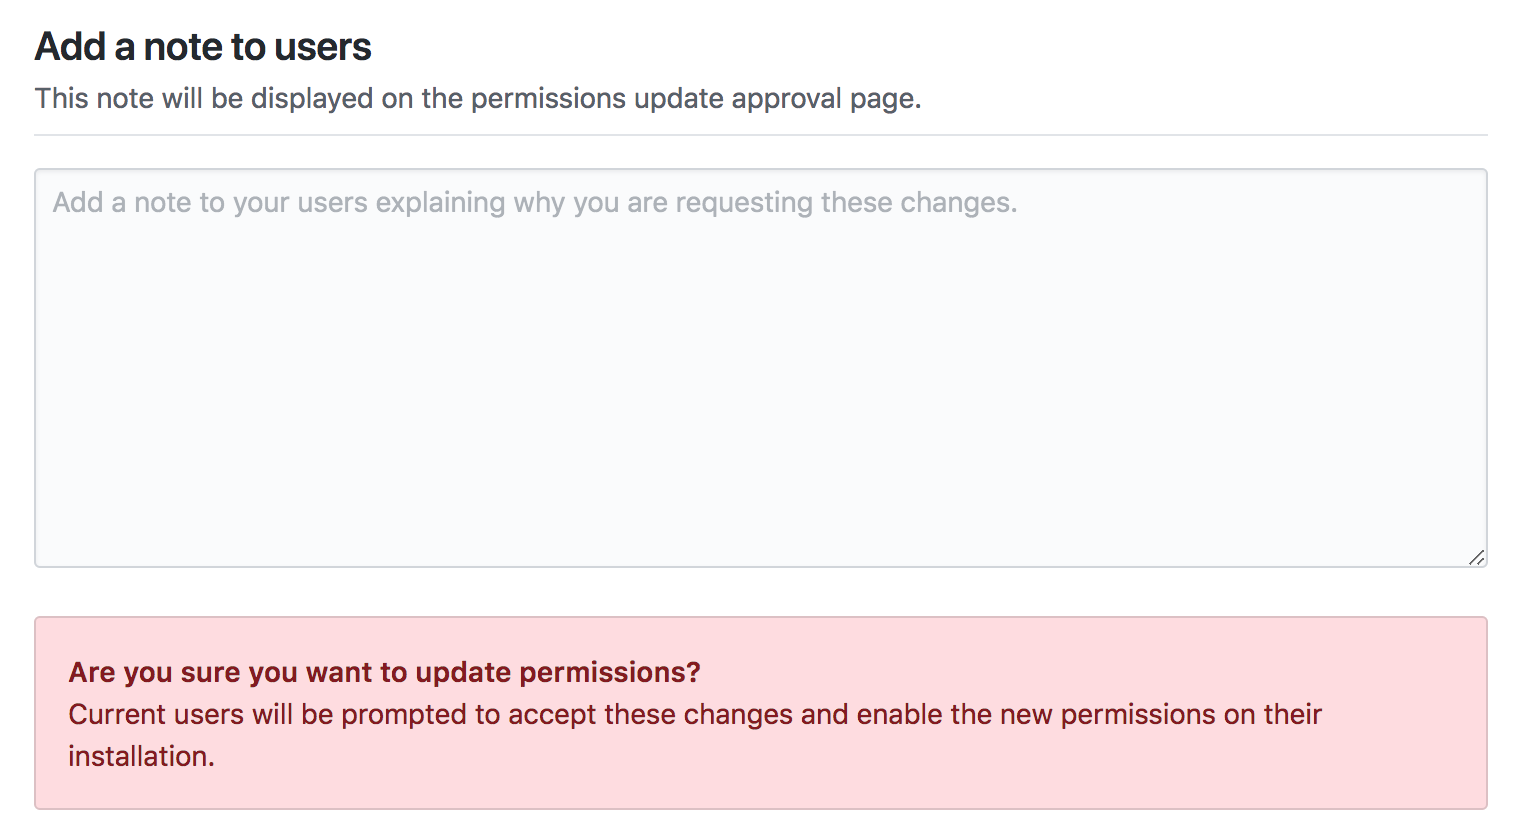 Add a note to users
This note will be displayed on the permissions update approval page.
Add a note to your users explaining why you are requesting these changes.
Are you sure you want to update permissions?
Current users will be prompted to accept these changes and enable the new permissions on their
installation.